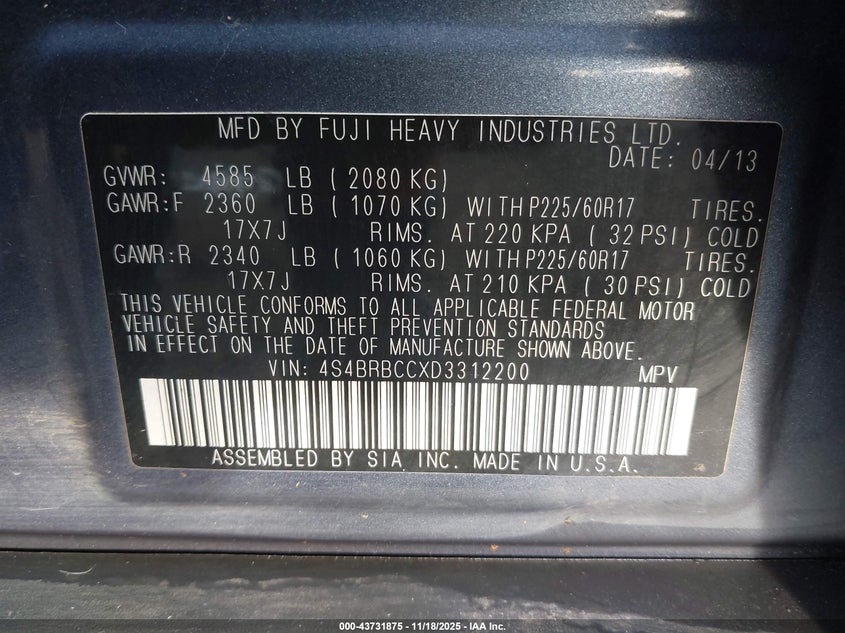 MFD BY FUJI HEAVY INDUSTRIES LTD.
DATE: 04/13
GVWR: 4585 LB ( 2080 KG)
GAWR:F 2360 LB ( 1070 KG) WITH P225/60R17 TIRES.
17X7J RIMS. AT 220 KPA ( 32 PSI) COLD
GAWR:R 2340 LB ( 1060 KG) WITH P225/60R17 TIRES.
17X7J RIMS. AT 210 KPA ( 30 PSI) COLD
THIS VEHICLE CONFORMS TO ALL APPLICABLE FEDERAL MOTOR
VEHICLE SAFETY AND THEFT PREVENTION STANDARDS
IN EFFECT ON THE DATE OF MANUFACTURE SHOWN ABOVE.
VIN: 4S4BRBCCXD3312200 MPV
ASSEMBLED BY SIA, INC. MADE IN U.S.A.
000-43731875 - 11/18/2025 - IAA Inc.